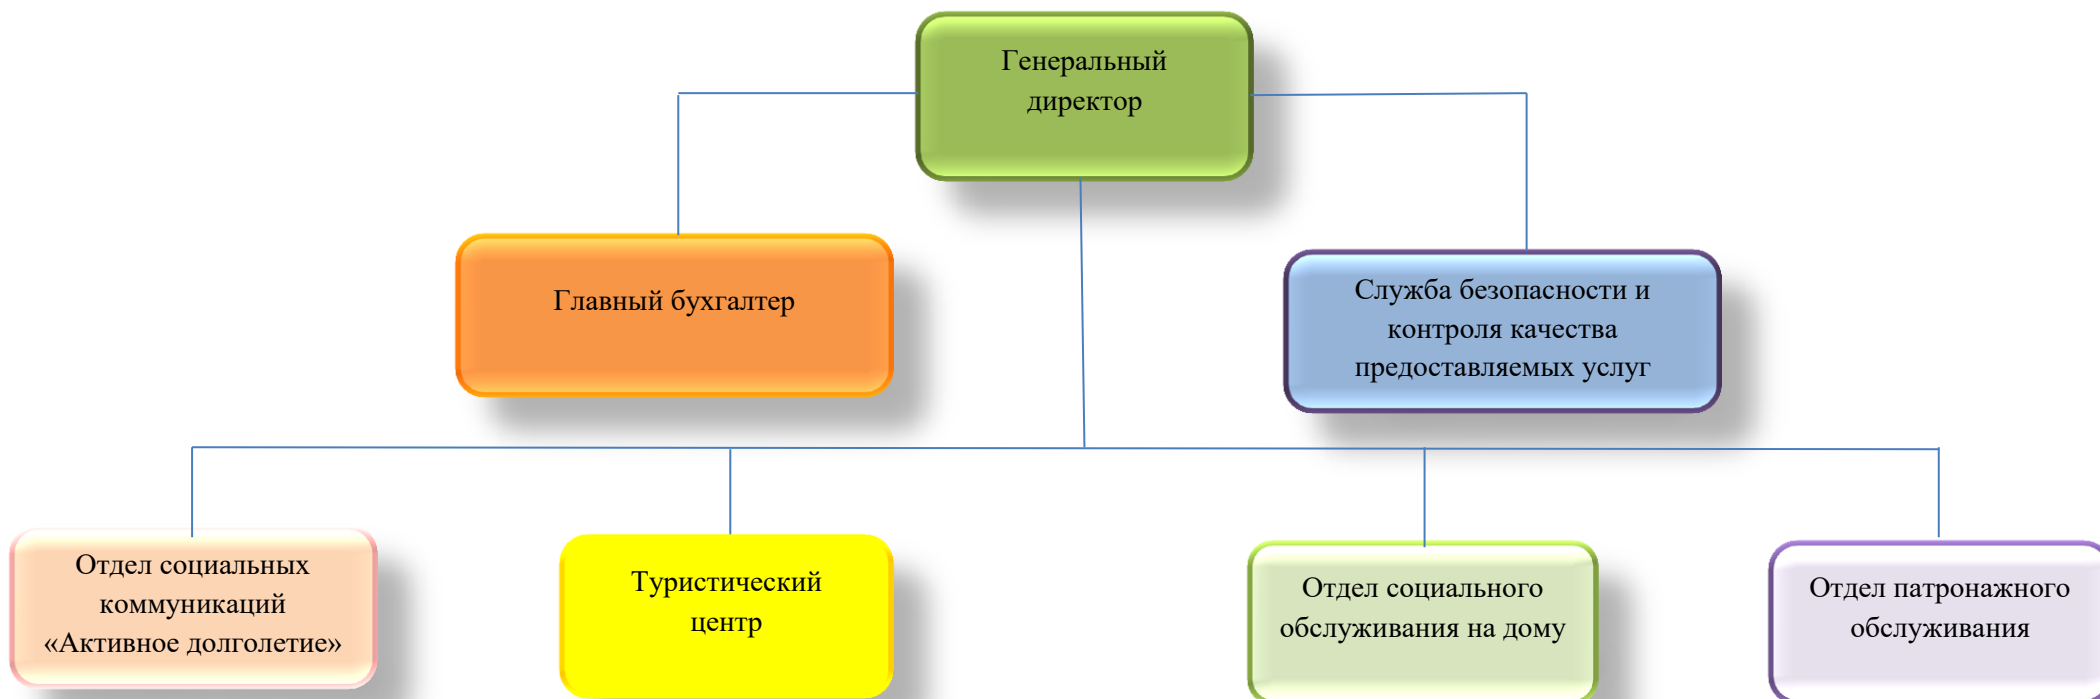 Генеральный
директор
Главный бухгалтер
Служба безопасности и
контроля качества
предоставляемых услуг
Отдел социальных
коммуникаций
«Активное долголетие»
Туристический
центр
Отдел социального
обслуживания на дому
Отдел патронажного
обслуживания